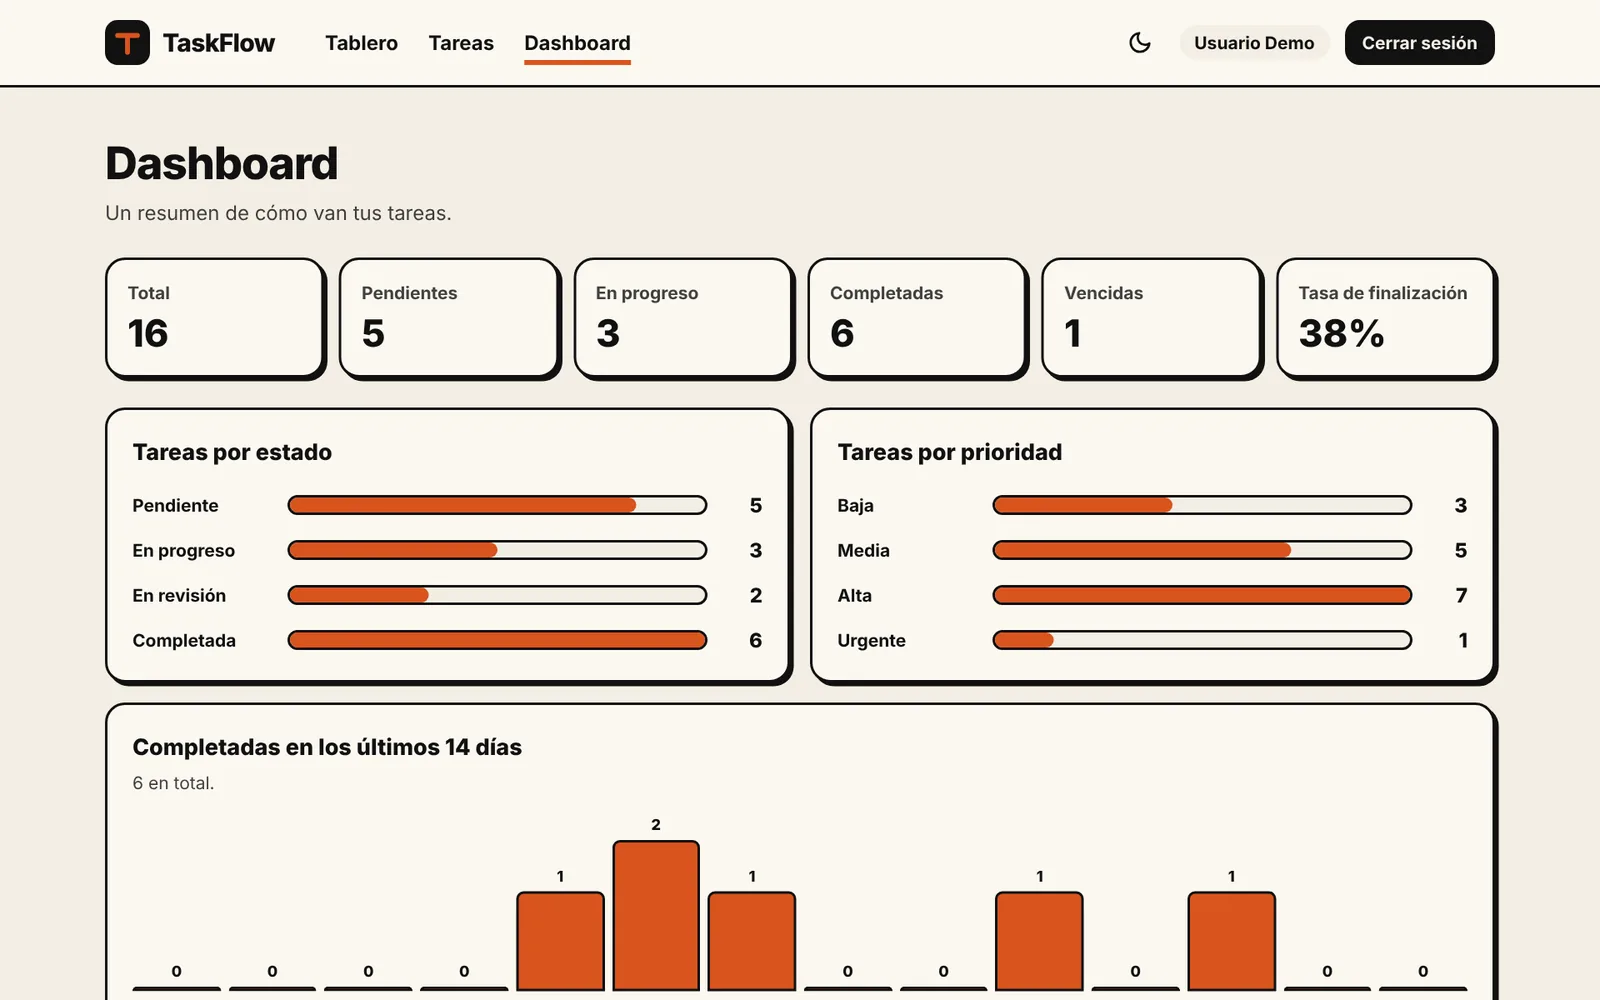 TaskFlow Tablero Tareas Dashboard Usuario Demo Cerrar sesión
Dashboard
Un resumen de cómo van tus tareas.
Total Pendientes En progreso Completadas Vencidas Tasa de finalización
16 5 3 6 1 38%
Tareas por estado
Pendiente 5
En progreso 3
En revisión 2
Completada 6
Tareas por prioridad
Baja 3
Media 5
Alta 7
Urgente 1
Completadas en los últimos 14 días
6 en total.
0 0 0 0 1 2 1 0 0 1 0 1 0 0